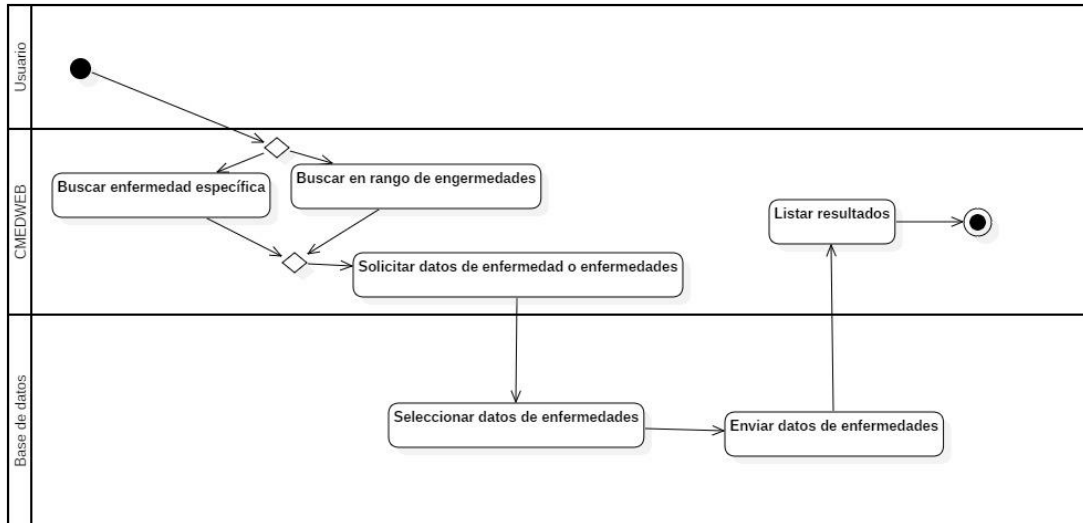 Usuario
CMEDWEB
Buscar enfermedad específica
Buscar en rango de engermedades
Solicitar datos de enfermedad o enfermedades
Listar resultados
Base de datos
Seleccionar datos de enfermedades
Enviar datos de enfermedades